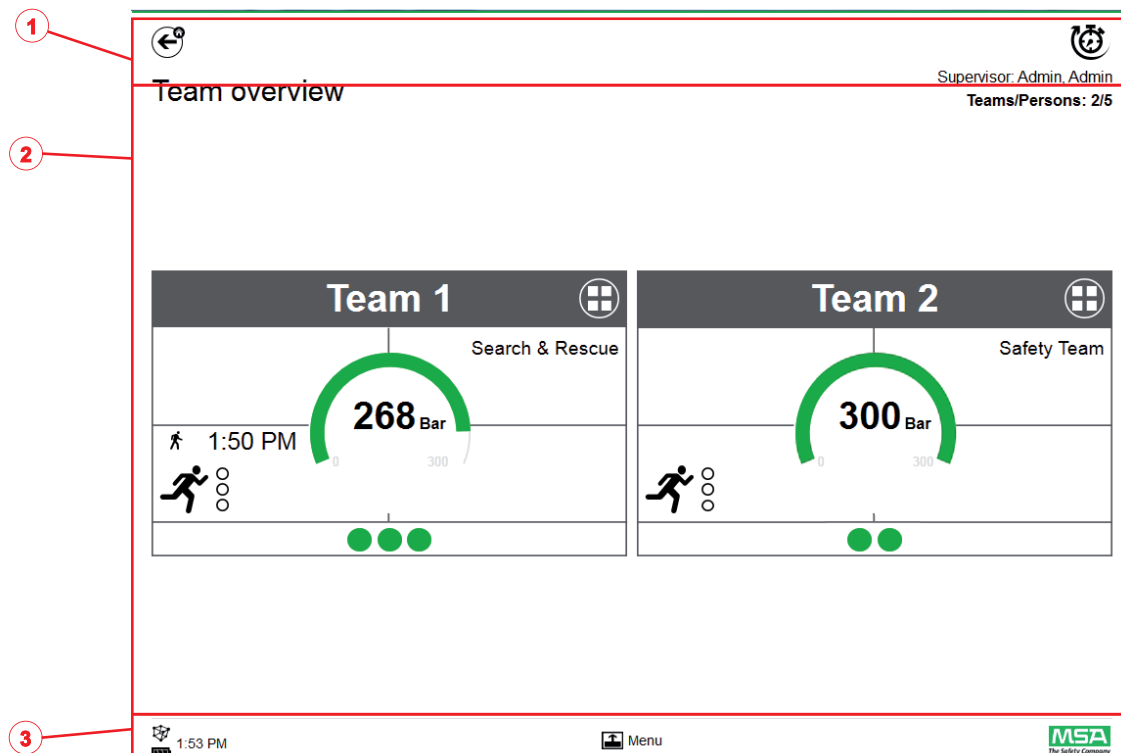 1
Supervisor: Admin, Admin
Team overview
Teams/Persons: 2/5
2
Team 1
Search & Rescue
268 Bar
0 300
1:50 PM
Team 2
Safety Team
300 Bar
0 300
3
1:53 PM
Menu
MSA
The Safety Company